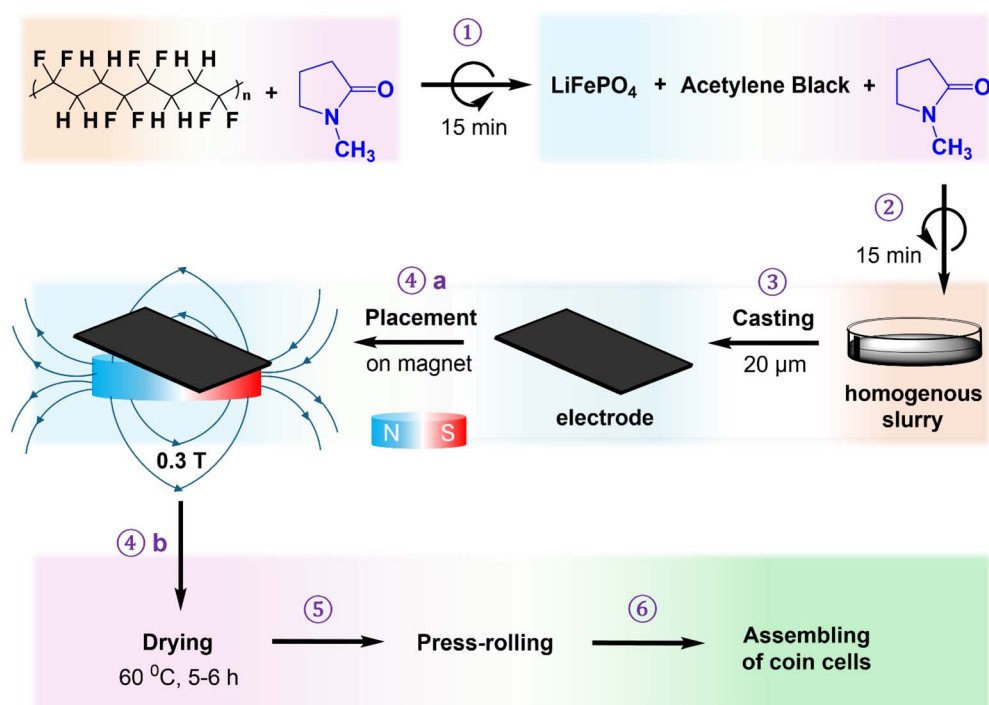 ①
F F H H F F H H
n
H H F F H H F F
+
N
O
CH₃
15 min
LiFePO₄ + Acetylene Black +
N
O
CH₃
②
15 min
④ a
Placement
on magnet
③
Casting
20 µm
N S
electrode
homogenous
slurry
0.3 T
④ b
Drying
60 ⁰C, 5-6 h
⑤
Press-rolling
⑥
Assembling
of coin cells